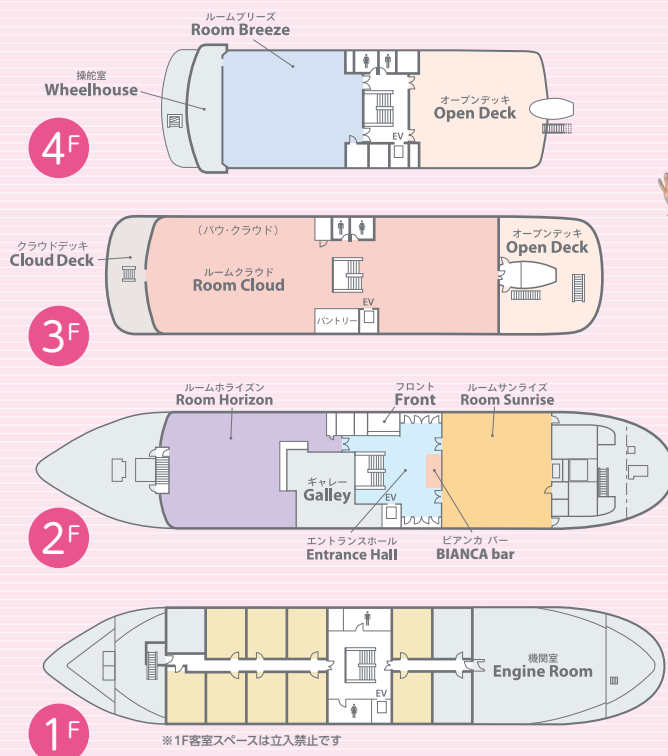 ルームブリーズ
Room Breeze
操舵室
Wheelhouse
オープンデッキ
Open Deck
EV
4F
(バウ・クラウド)
クラウドデッキ
Cloud Deck
ルームクラウド
Room Cloud
オープンデッキ
Open Deck
EV
パントリー
3F
ルームホライズン
Room Horizon
フロント
Front
ルームサンライズ
Room Sunrise
ギャレー
Galley
EV
エントランスホール
Entrance Hall
ビアンカ バー
BIANCA bar
2F
機関室
Engine Room
EV
1F
※1F客室スペースは立入禁止です